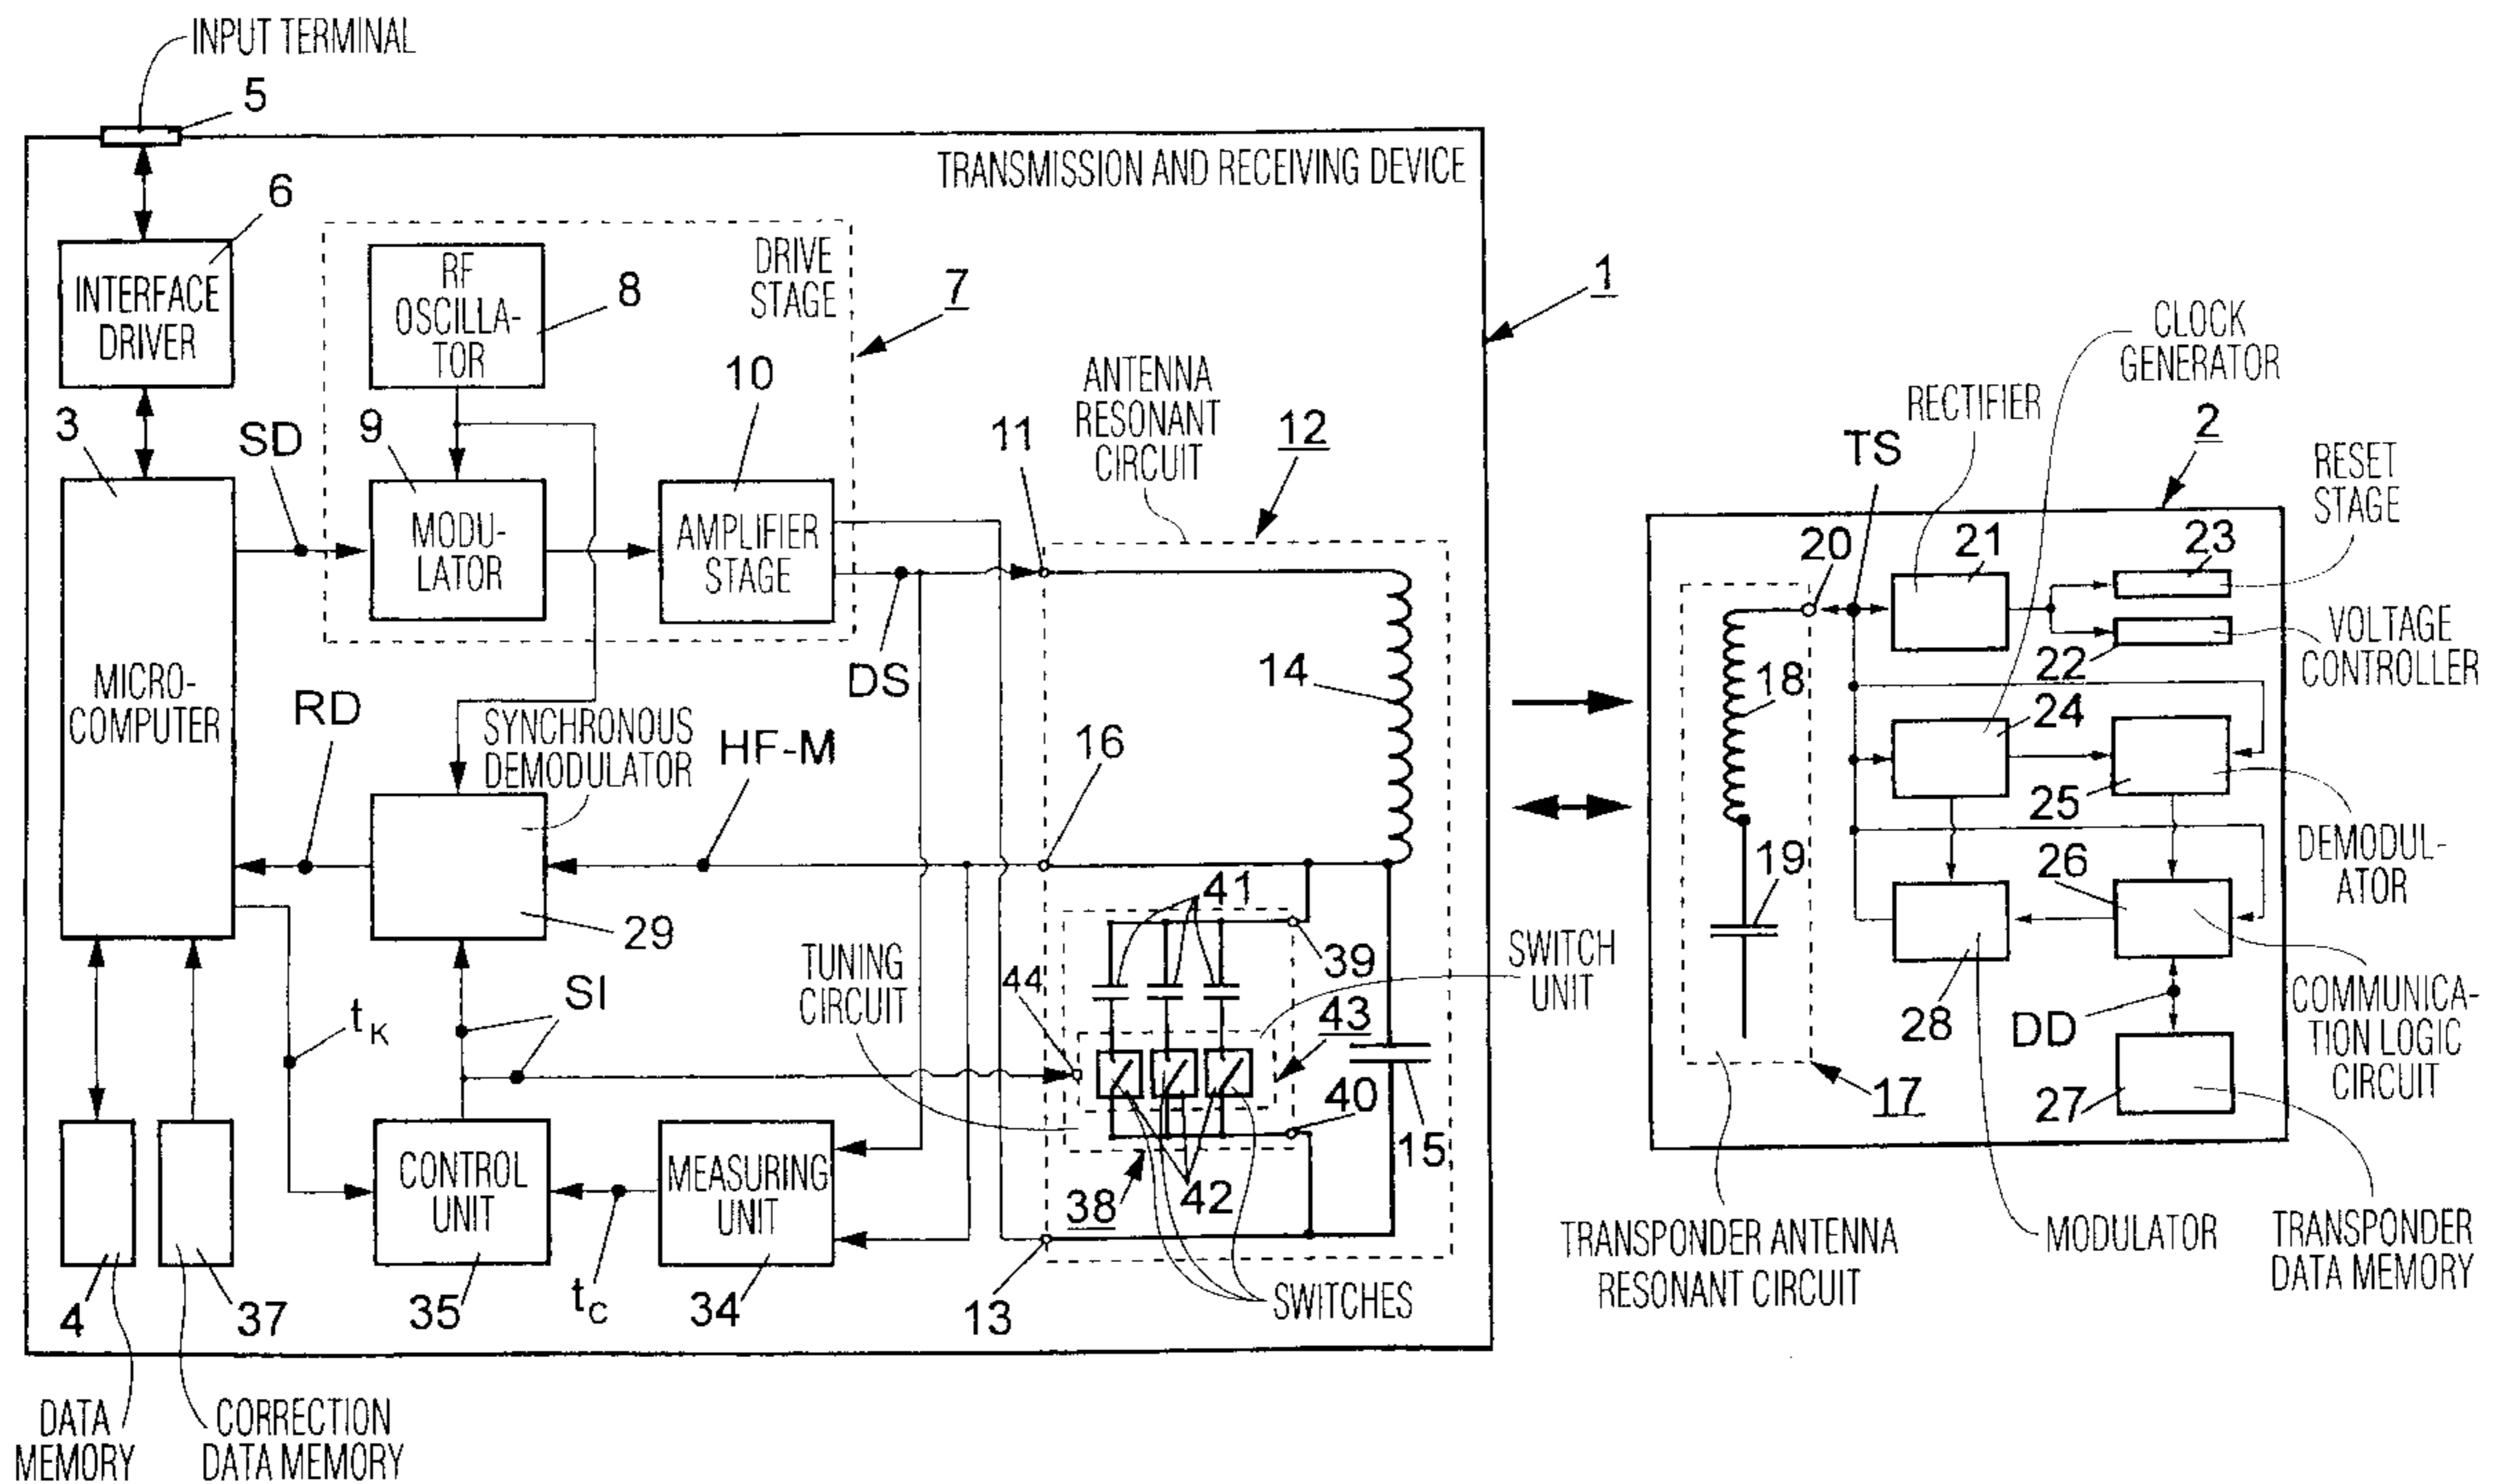 INPUT TERMINAL
5
TRANSMISSION AND RECEIVING DEVICE
6
INTERFACE
DRIVER
RF
OSCILLA-
TOR
8
DRIVE
STAGE
7
1
3
SD
9
10
MODU-
LATOR
AMPLIFIER
STAGE
11
ANTENNA
RESONANT
CIRCUIT
12
DS
14
MICRO-
COMPUTER
RD
SYNCHRONOUS
DEMODULATOR
HF-M
16
29
SI
tK
TUNING
CIRCUIT
41
39
44
43
40
15
SWITCH
UNIT
42
38
CONTROL
UNIT
MEASURING
UNIT
4
37
35
tC
34
13
SWITCHES
DATA
MEMORY
CORRECTION
DATA MEMORY
CLOCK
GENERATOR
RECTIFIER
TS
2
RESET
STAGE
20
21
23
22
VOLTAGE
CONTROLLER
18
24
25
DEMODUL-
ATOR
19
26
28
DD
COMMUNICA-
TION LOGIC
CIRCUIT
17
27
TRANSPONDER ANTENNA
RESONANT CIRCUIT
MODULATOR
TRANSPONDER
DATA MEMORY